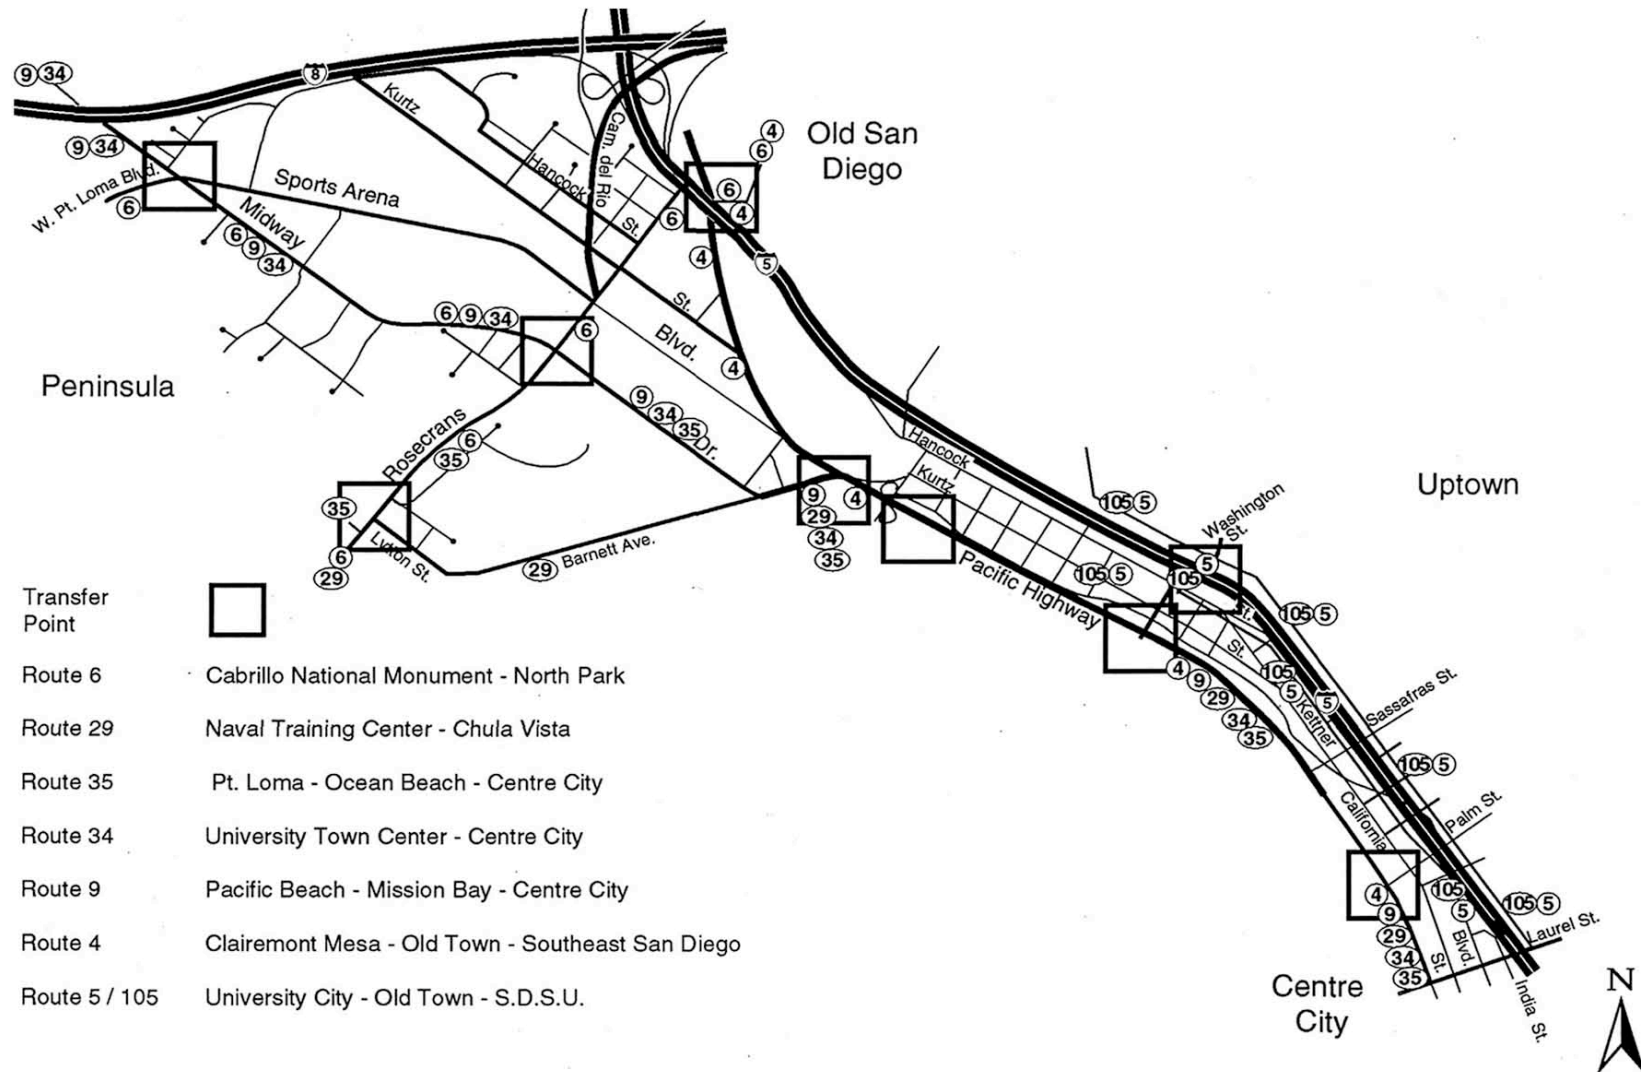 9 34
8
Kurtz
9 34
W. Pt. Loma Blvd.
6
Sports Arena
Midway
6
9
34
Hancock
St.
Cam. del Rio
6
4
6
6
4
Old San
Diego
4
5
St.
Blvd.
4
6 9 34
6
Peninsula
9
34
35
Dr.
Rosecrans
6
35
35
6
29
Lytton St.
29
Barnett Ave.
9
4
29
34
35
Hancock
Kurtz
Pacific Highway
105 5
105 5
Washington
St.
5
105
Uptown
St.
105 5
St.
4
9
29
34
35
105
5
Kettner
5
Sassafras St.
105 5
California
Palm St.
4
9
29
34
35
105
5
105 5
Laurel St.
St.
Blvd.
India St.
Centre
City
N
Transfer
Point
Route 6 Cabrillo National Monument - North Park
Route 29 Naval Training Center - Chula Vista
Route 35 Pt. Loma - Ocean Beach - Centre City
Route 34 University Town Center - Centre City
Route 9 Pacific Beach - Mission Bay - Centre City
Route 4 Clairemont Mesa - Old Town - Southeast San Diego
Route 5 / 105 University City - Old Town - S.D.S.U.